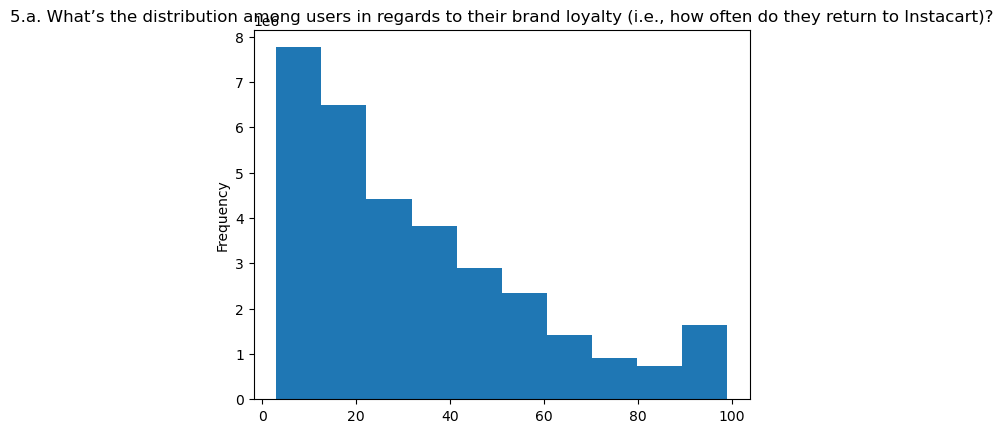 5.a. What’s the distribution among users in regards to their brand loyalty (i.e., how often do they return to Instacart)?
1e6
8
7
6
5
4
3
2
1
0
Frequency
0 20 40 60 80 100